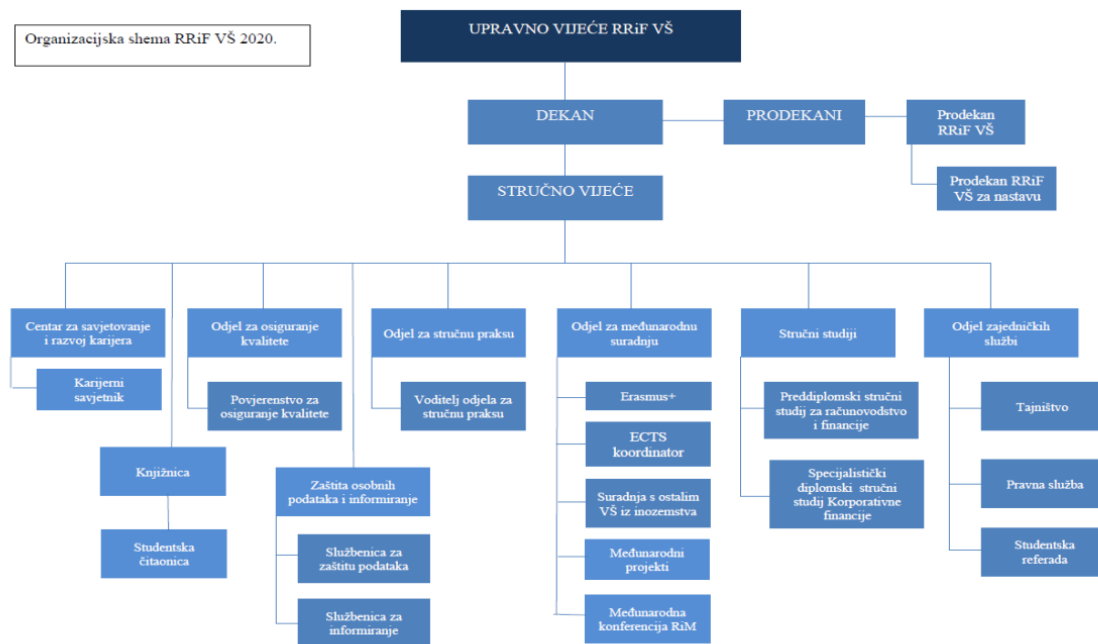 Organizacijska shema RRiF VŠ 2020.
UPRAVNO VIJEĆE RRiF VŠ
DEKAN
PRODEKANI
Prodekan
RRiF VŠ
Prodekan RRiF
VŠ za nastavu
STRUČNO VIJEĆE
Centar za savjetovanje
i razvoj karijera
Karijerni
savjetnik
Knjižnica
Studentska
čitaonica
Odjel za osiguranje
kvalitete
Povjerenstvo za
osiguranje kvalitete
Zaštita osobnih
podataka i informiranje
Službenica za
zaštitu podataka
Službenica za
informiranje
Odjel za stručnu praksu
Voditelj odjela za
stručnu praksu
Odjel za međunarodnu
suradnju
Erasmus+
ECTS
koordinator
Suradnja s ostalim
VŠ iz inozemstva
Međunarodni
projekti
Međunarodna
konferencija RiM
Stručni studiji
Preddiplomski stručni
studij za računovodstvo
i financije
Specijalistički
diplomski stručni
studij Korporativne
financije
Odjel zajedničkih
službi
Tajništvo
Pravna služba
Studentska
referada